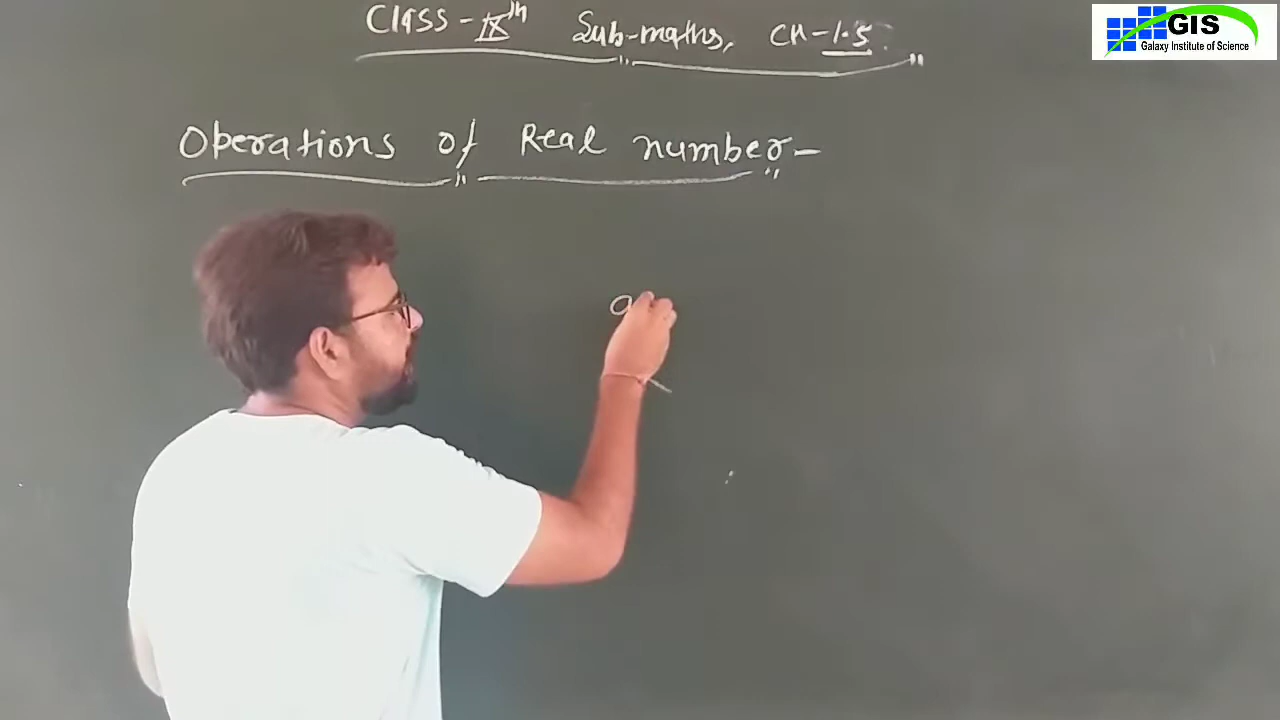 CLASS - IXth Sub - maths, CH - 1.5
GIS
Galaxy Institute of Science
Operations of Real number -
a